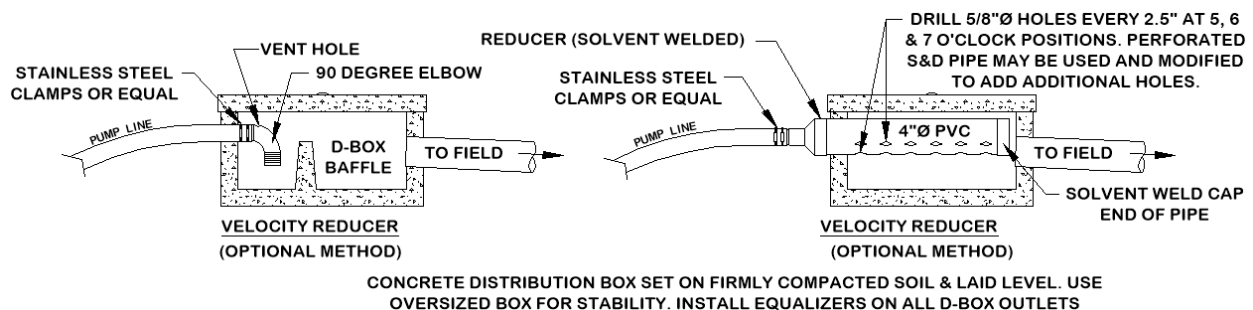 VENT HOLE
90 DEGREE ELBOW
STAINLESS STEEL
CLAMPS OR EQUAL
PUMP LINE
D-BOX
BAFFLE
TO FIELD
VELOCITY REDUCER
(OPTIONAL METHOD)
REDUCER (SOLVENT WELDED)
DRILL 5/8"Ø HOLES EVERY 2.5" AT 5, 6
& 7 O'CLOCK POSITIONS. PERFORATED
S&D PIPE MAY BE USED AND MODIFIED
TO ADD ADDITIONAL HOLES.
STAINLESS STEEL
CLAMPS OR EQUAL
PUMP LINE
4"Ø PVC
TO FIELD
SOLVENT WELD CAP
END OF PIPE
VELOCITY REDUCER
(OPTIONAL METHOD)
CONCRETE DISTRIBUTION BOX SET ON FIRMLY COMPACTED SOIL & LAID LEVEL. USE
OVERSIZED BOX FOR STABILITY. INSTALL EQUALIZERS ON ALL D-BOX OUTLETS